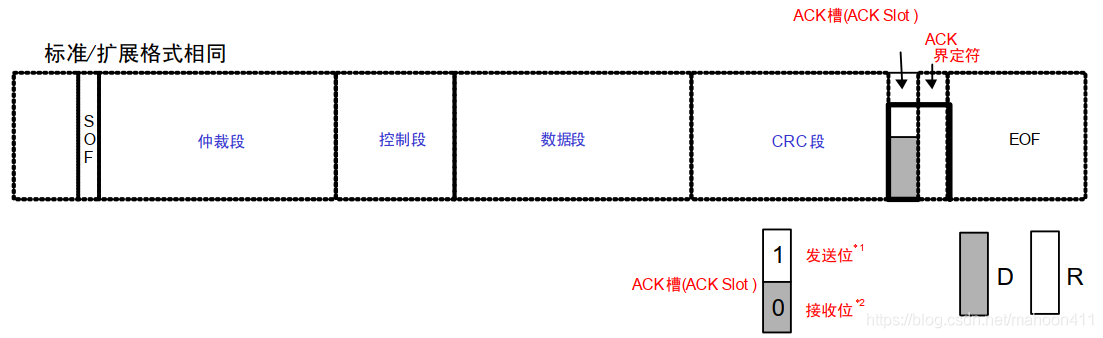 ACK槽(ACK Slot )
ACK
界定符
标准/扩展格式相同
SOF
仲裁段
控制段
数据段
CRC 段
EOF
ACK槽(ACK Slot )
1
发送位*1
0
接收位*2
D
R
https://blog.csdn.net/mahoon411